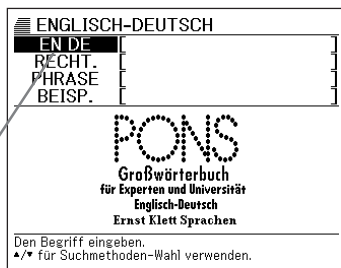 ENGLISCH-DEUTSCH
EN DE [ ]
RECHT. [ ]
PHRASE [ ]
BEISP. [ ]
PONS
Großwörterbuch
für Experten und Universität
Englisch-Deutsch
Ernst Klett Sprachen
Den Begriff eingeben.
▲/▼ für Suchmethoden-Wahl verwenden.